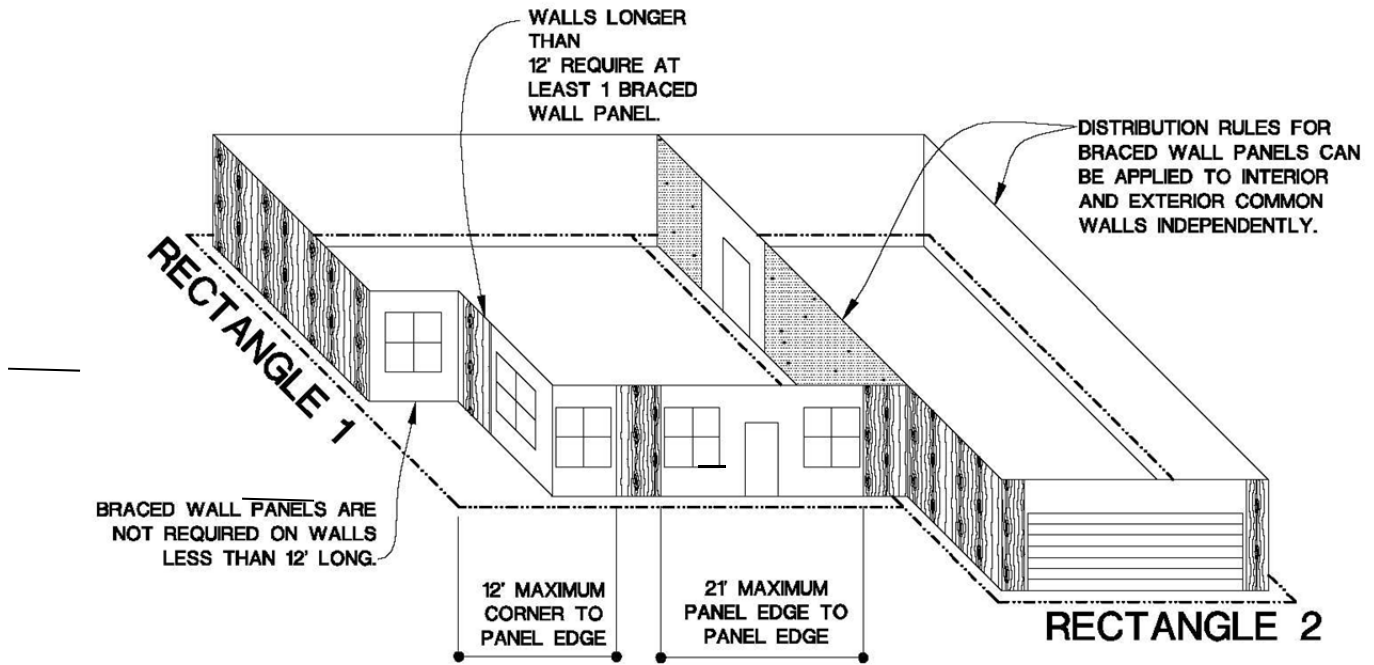 WALLS LONGER
THAN
12' REQUIRE AT
LEAST 1 BRACED
WALL PANEL.
DISTRIBUTION RULES FOR
BRACED WALL PANELS CAN
BE APPLIED TO INTERIOR
AND EXTERIOR COMMON
WALLS INDEPENDENTLY.
RECTANGLE 1
BRACED WALL PANELS ARE
NOT REQUIRED ON WALLS
LESS THAN 12' LONG.
12' MAXIMUM
CORNER TO
PANEL EDGE
21' MAXIMUM
PANEL EDGE TO
PANEL EDGE
RECTANGLE 2